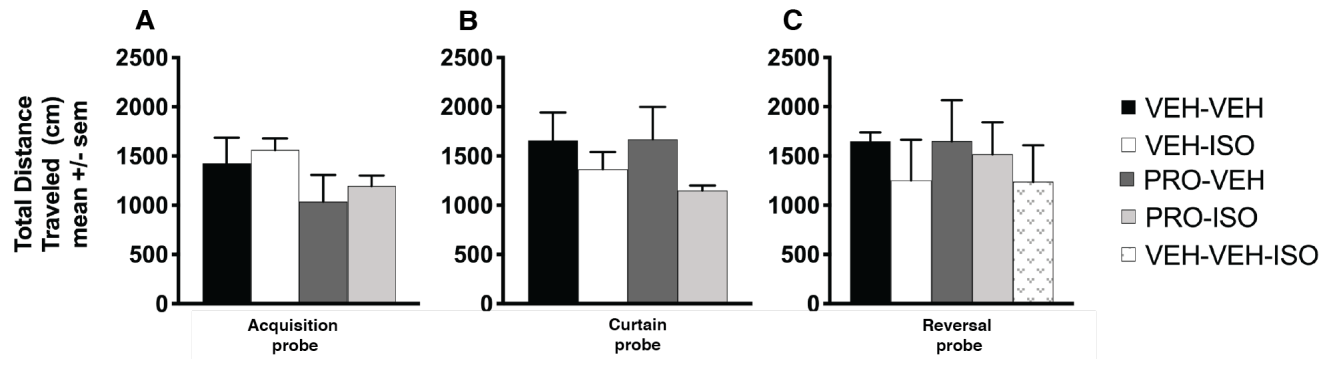 A
B
C
Total Distance
Traveled (cm)
mean +/- sem
2500
2000
1500
1000
500
0
Acquisition
probe
2500
2000
1500
1000
500
0
Curtain
probe
2500
2000
1500
1000
500
0
Reversal
probe
VEH-VEH
VEH-ISO
PRO-VEH
PRO-ISO
VEH-VEH-ISO